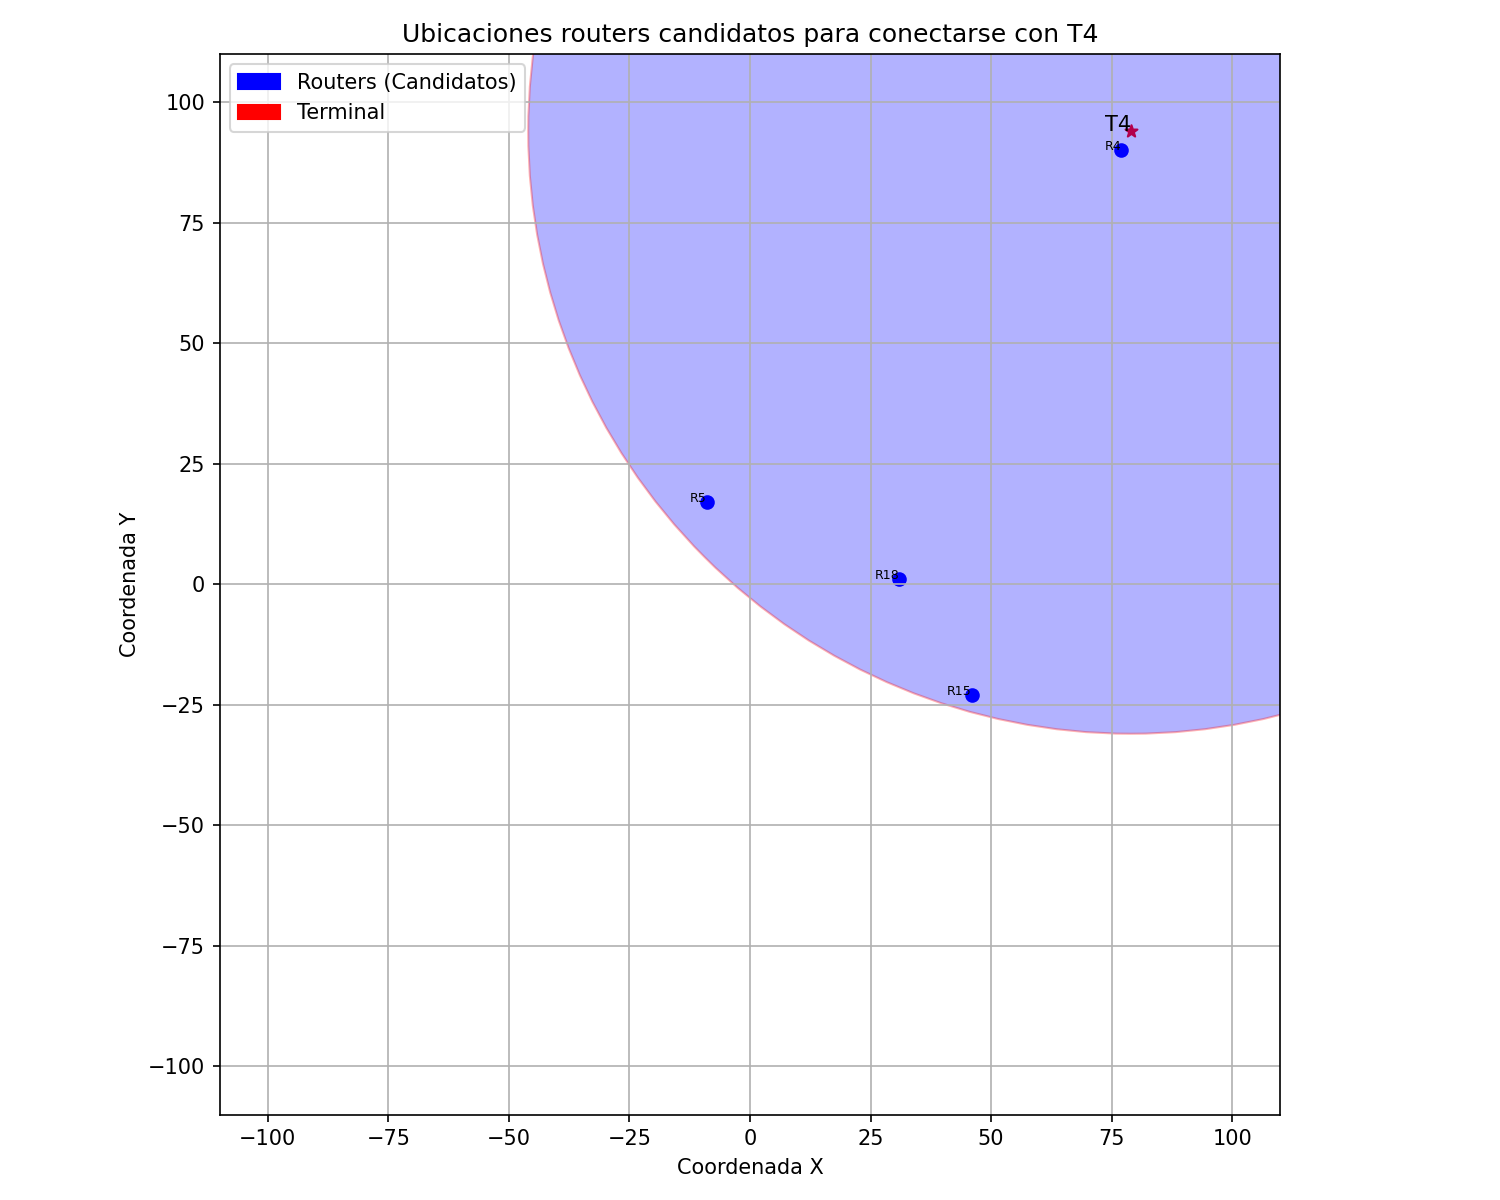 Ubicaciones routers candidatos para conectarse con T4
Routers (Candidatos)
Terminal
T4
R4
R5
R18
R15
100
75
50
25
0
−25
−50
−75
−100
Coordenada Y
−100 −75 −50 −25 0 25 50 75 100
Coordenada X